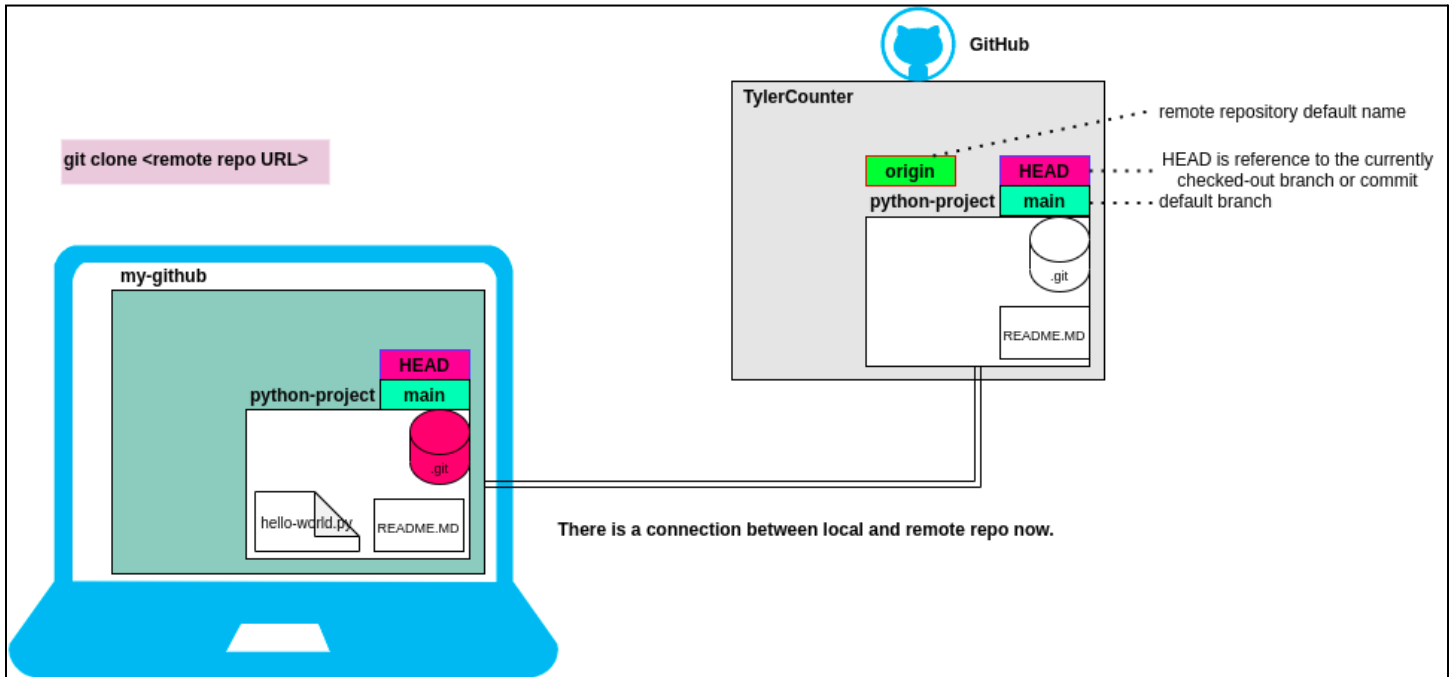 GitHub
TylerCounter
remote repository default name
git clone <remote repo URL>
origin
HEAD
HEAD is reference to the currently
checked-out branch or commit
python-project
main
default branch
.git
README.MD
my-github
HEAD
python-project
main
.git
hello-world.py
README.MD
There is a connection between local and remote repo now.